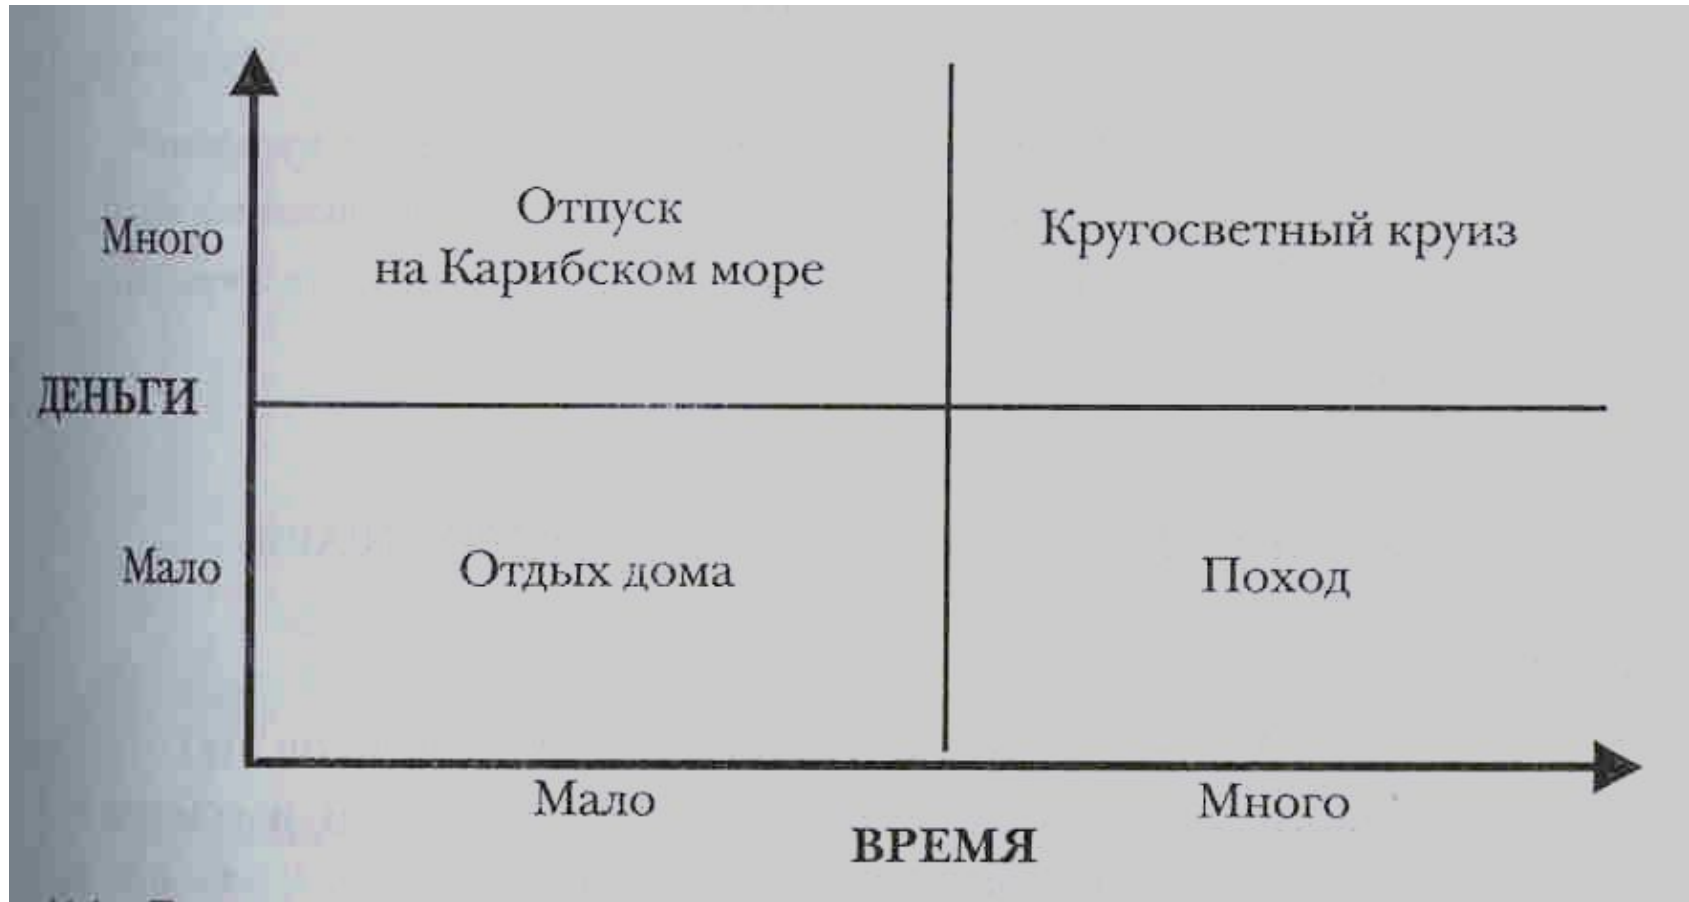 Отпуск
на Карибском море
Кругосветный круиз
Много
ДЕНЬГИ
Мало
Отдых дома
Поход
Мало
Много
ВРЕМЯ